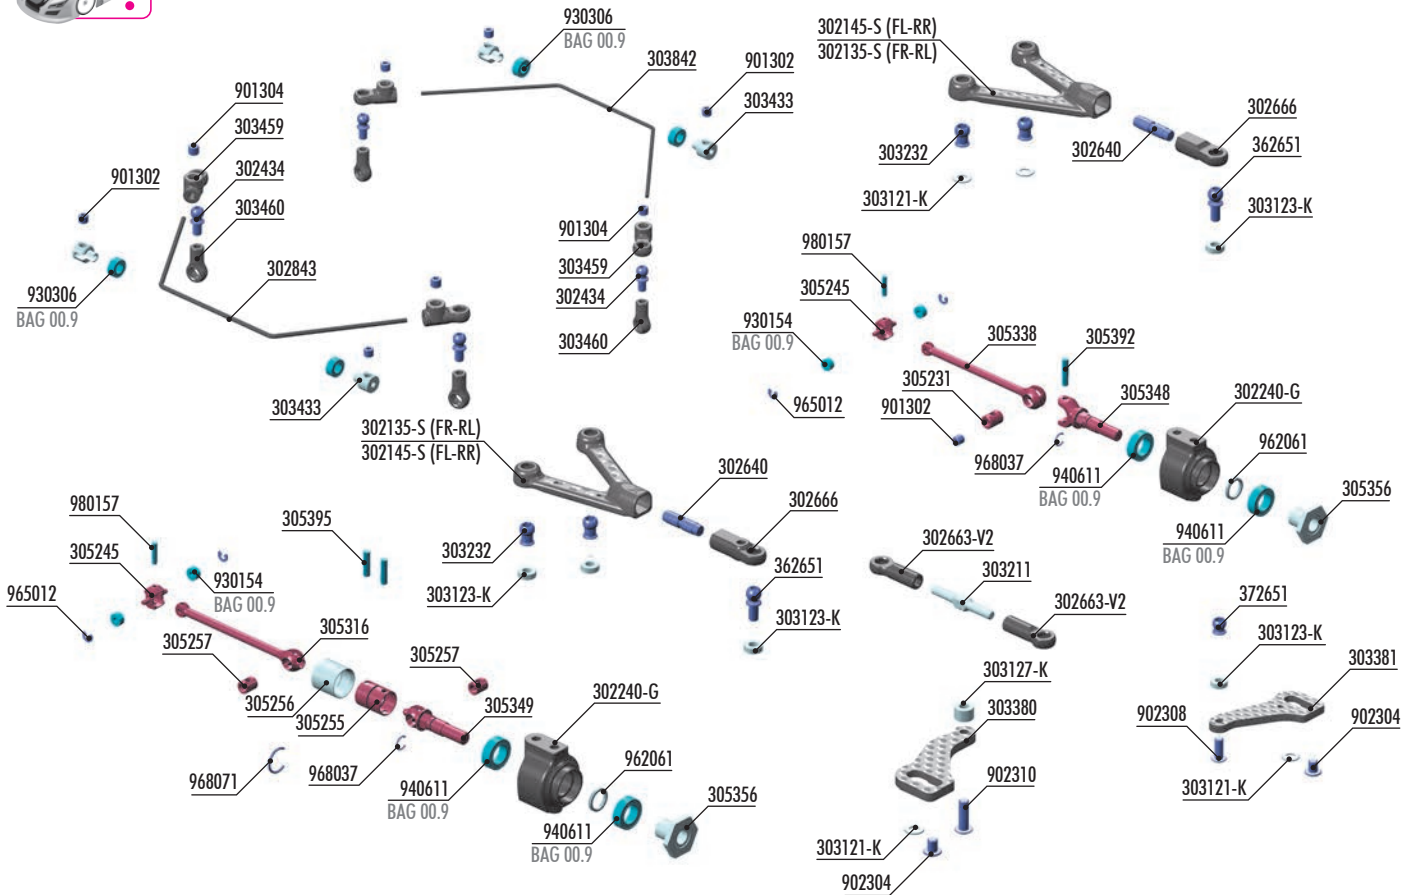 930306
BAG 00.9
303842
901302
303433
901304
303459
302434
303460
901302
930306
BAG 00.9
302843
901304
303459
302434
303460
303433
302145-S (FL-RR)
302135-S (FR-RL)
303232
303121-K
302640
302666
362651
303123-K
980157
305245
930154
BAG 00.9
965012
305338
305392
305231
901302
305348
968037
302240-G
940611
BAG 00.9
962061
305356
940611
BAG 00.9
302135-S (FR-RL)
302145-S (FL-RR)
302640
302666
303232
303123-K
362651
303123-K
980157
305245
965012
930154
BAG 00.9
305395
305316
305257
305256
305255
305257
305349
968071
968037
302240-G
940611
BAG 00.9
962061
305356
940611
BAG 00.9
302663-V2
303211
302663-V2
303127-K
303380
902310
303121-K
902304
372651
303123-K
303381
902308
902304
303121-K